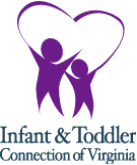 Infant & Toddler
Connection of Virginia